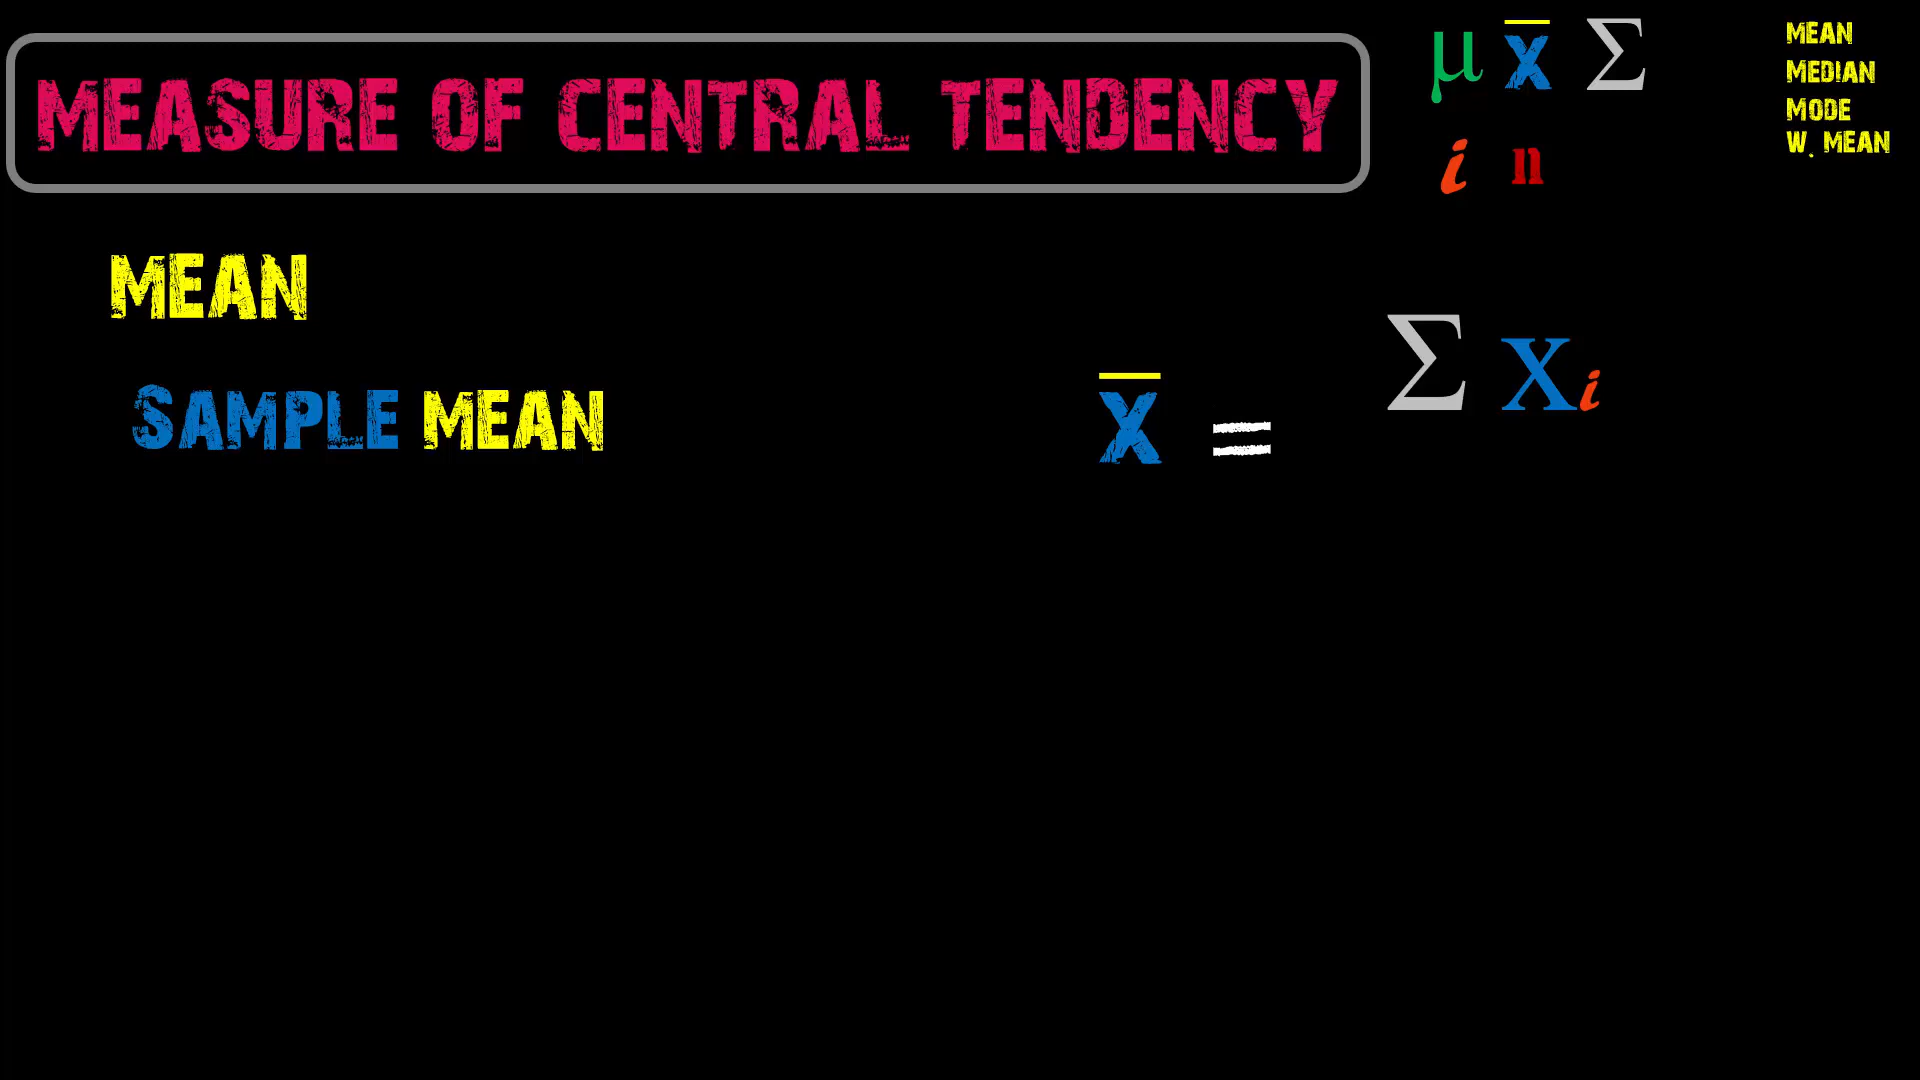 MEASURE OF CENTRAL TENDENCY
μ x̅ Σ
i n
MEAN
MEDIAN
MODE
W. MEAN
MEAN
SAMPLE MEAN
x̅ = Σ xi